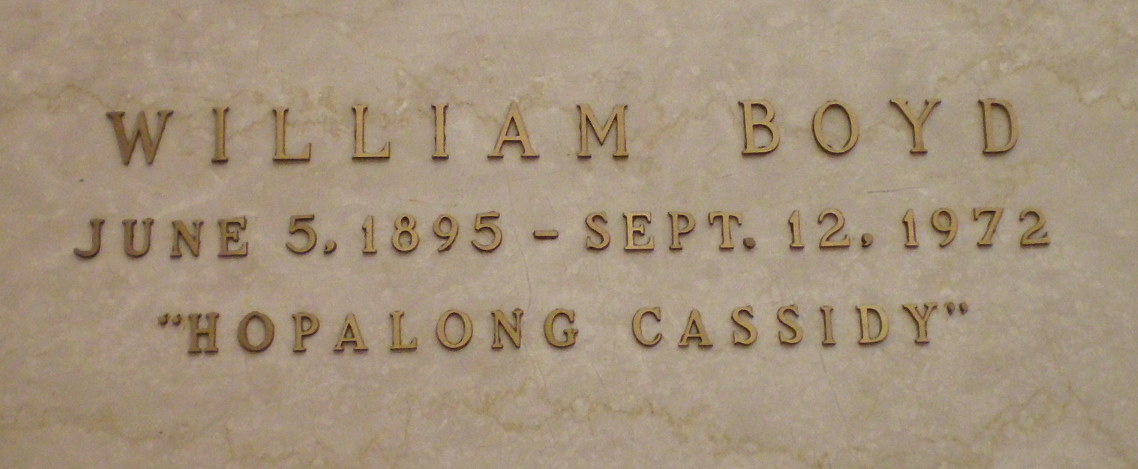 WILLIAM BOYD
JUNE 5, 1895 – SEPT. 12, 1972
"HOPALONG CASSIDY"